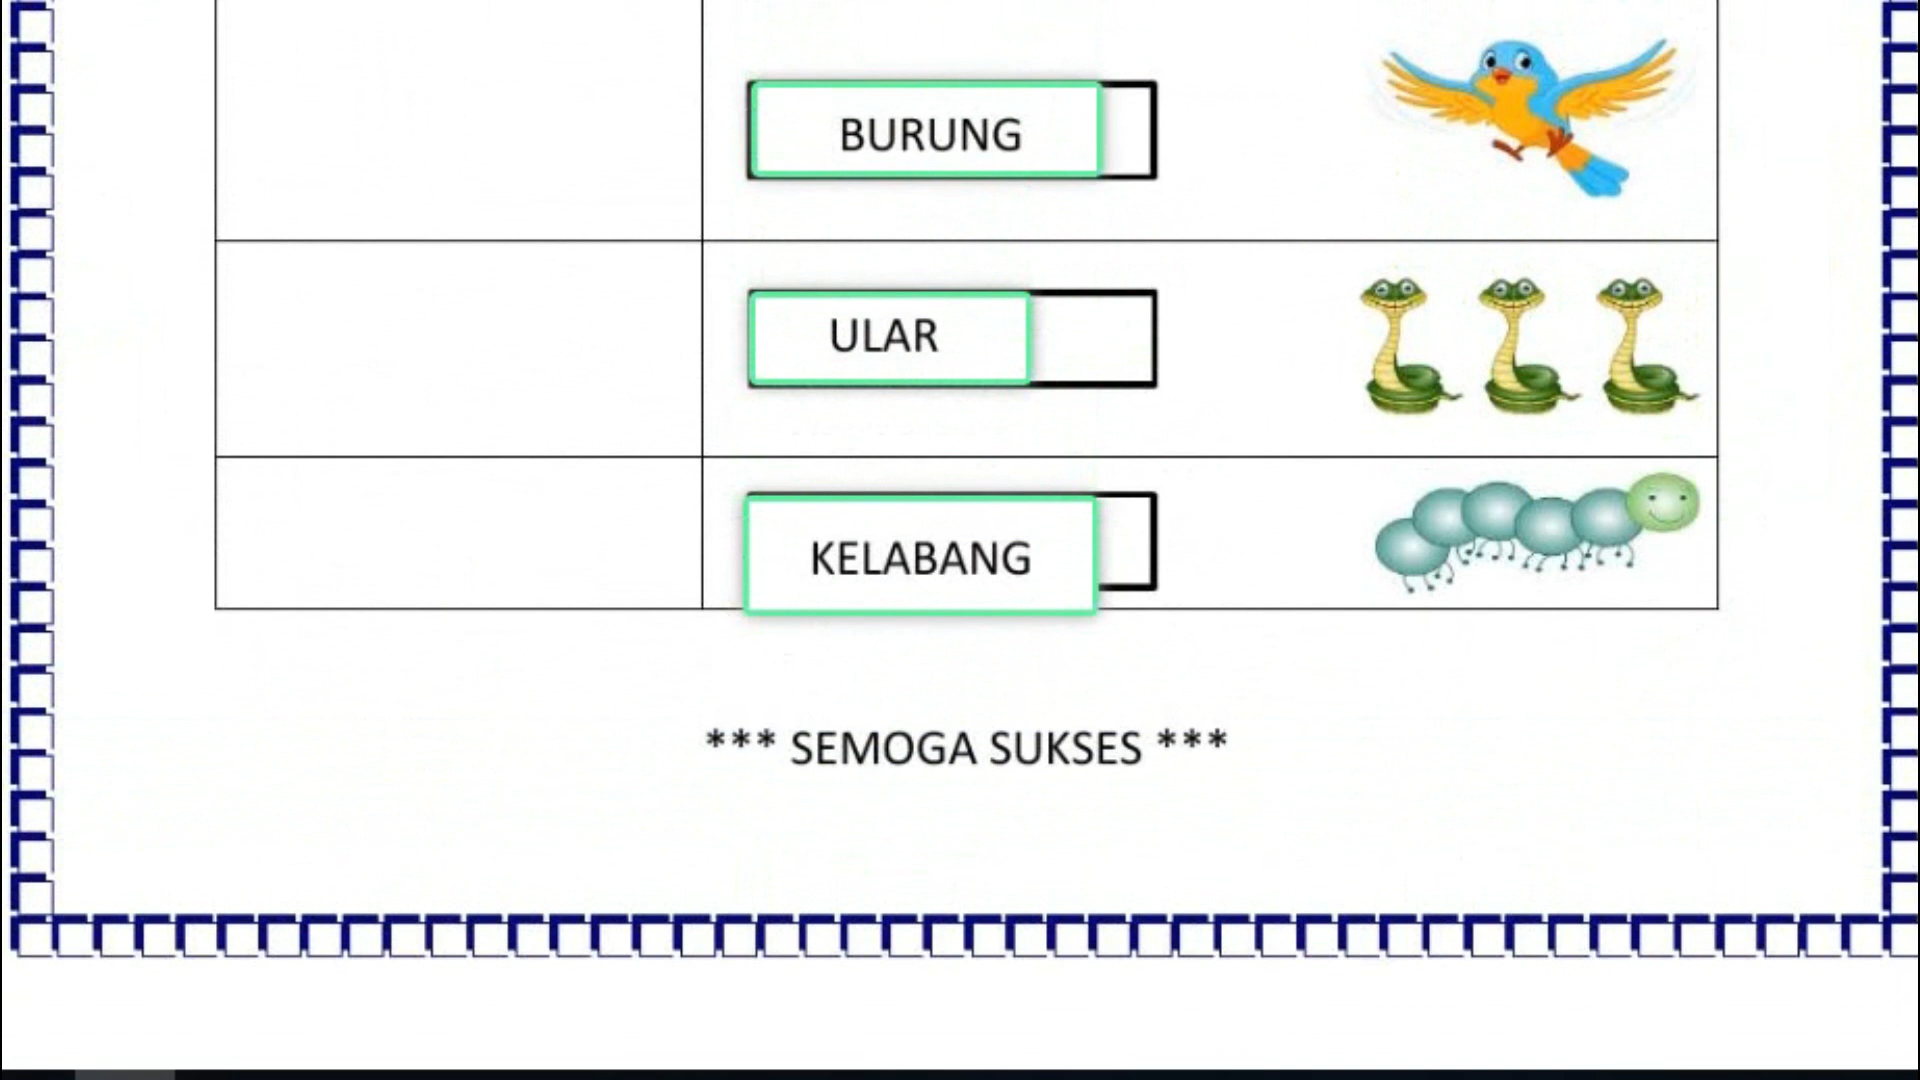 BURUNG
ULAR
KELABANG
*** SEMOGA SUKSES ***